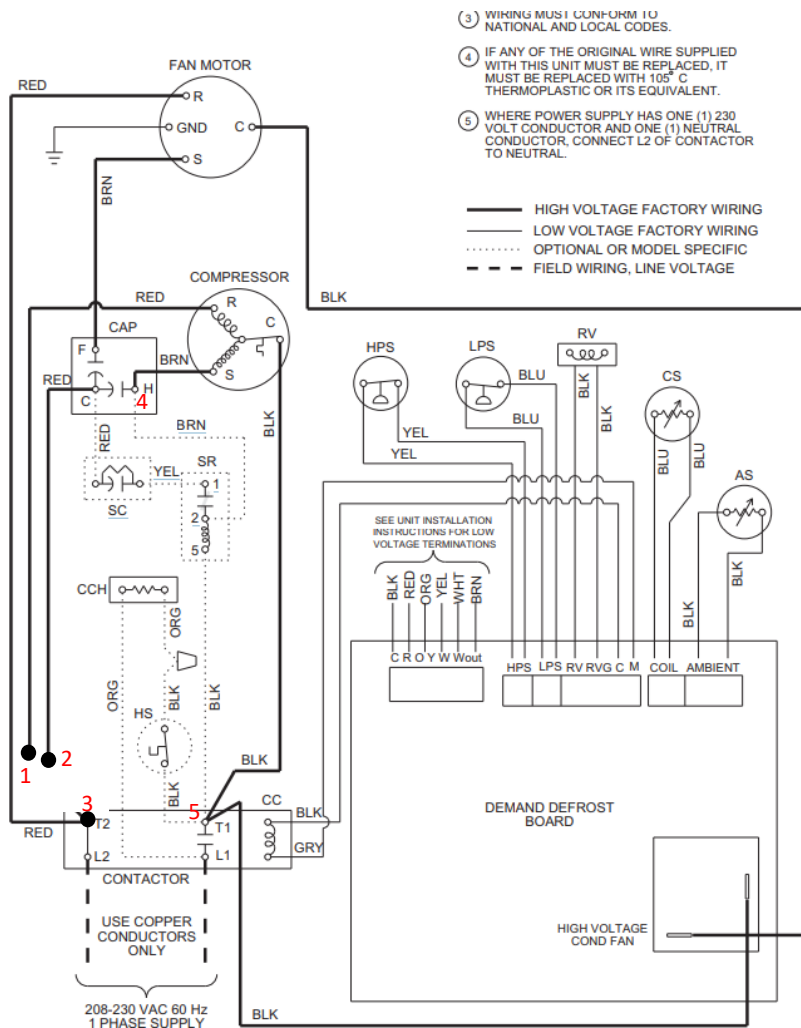 3 WIRING MUST CONFORM TO
NATIONAL AND LOCAL CODES.
4 IF ANY OF THE ORIGINAL WIRE SUPPLIED
WITH THIS UNIT MUST BE REPLACED, IT
MUST BE REPLACED WITH 105° C
THERMOPLASTIC OR ITS EQUIVALENT.
5 WHERE POWER SUPPLY HAS ONE (1) 230
VOLT CONDUCTOR AND ONE (1) NEUTRAL
CONDUCTOR, CONNECT L2 OF CONTACTOR
TO NEUTRAL.
HIGH VOLTAGE FACTORY WIRING
LOW VOLTAGE FACTORY WIRING
OPTIONAL OR MODEL SPECIFIC
FIELD WIRING, LINE VOLTAGE
FAN MOTOR
RED
R
GND
C
S
BRN
BLK
COMPRESSOR
RED
R
C
S
CAP
F
BRN
RED
C
H
4
BLK
RED
BRN
YEL
SR
1
SC
2
5
CCH
ORG
ORG
BLK
BLK
HS
BLK
1
2
BLK
3
5
CC
T2
T1
BLK
RED
L2
L1
GRY
CONTACTOR
USE COPPER
CONDUCTORS
ONLY
208-230 VAC 60 Hz
1 PHASE SUPPLY
BLK
HPS
LPS
RV
CS
AS
BLU
BLU
BLK
BLK
YEL
YEL
BLU
BLU
BLK
BLK
SEE UNIT INSTALLATION
INSTRUCTIONS FOR LOW
VOLTAGE TERMINATIONS
BLK
RED
ORG
YEL
WHT
BRN
C R O Y W Wout
HPS LPS RV RVG C M
COIL AMBIENT
DEMAND DEFROST
BOARD
HIGH VOLTAGE
COND FAN